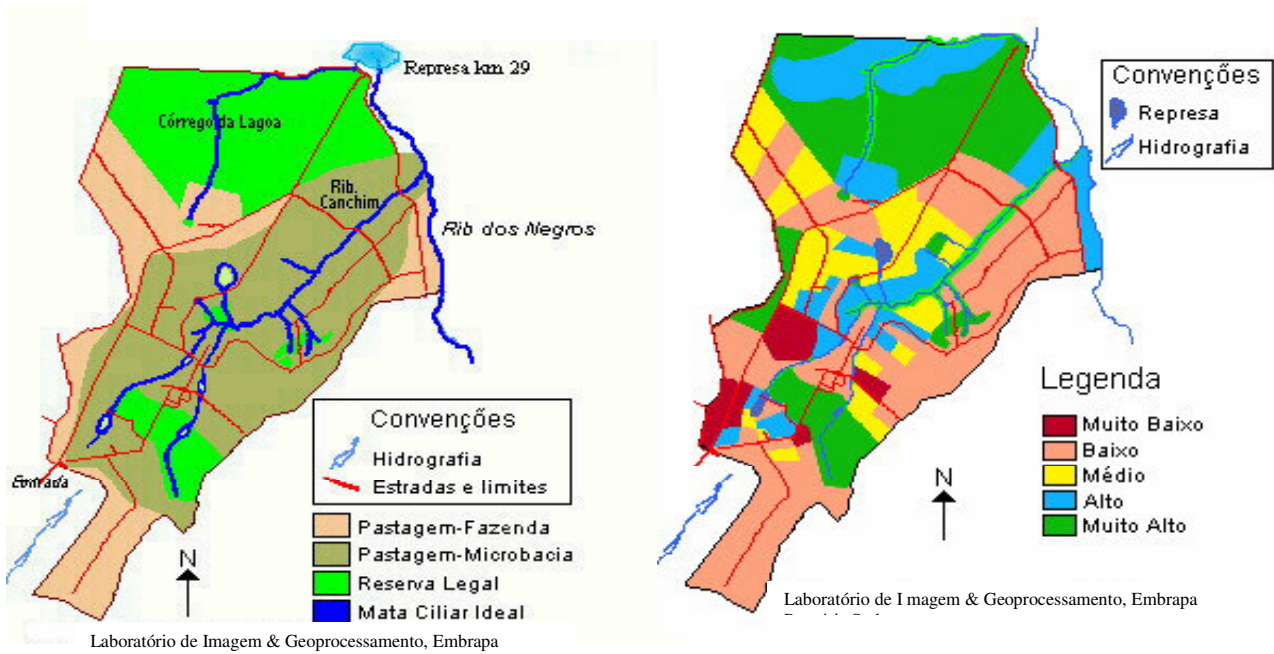 Represa km 29
Córrego da Lagoa
Rib.
Canchim
Rib dos Negros
Entrada
N
Convenções
Hidrografia
Estradas e limites
Pastagem-Fazenda
Pastagem-Microbacia
Reserva Legal
Mata Ciliar Ideal
Laboratório de Imagem & Geoprocessamento, Embrapa
Convenções
Represa
Hidrografia
Legenda
Muito Baixo
Baixo
Médio
Alto
Muito Alto
N
Laboratório de I magem & Geoprocessamento, Embrapa